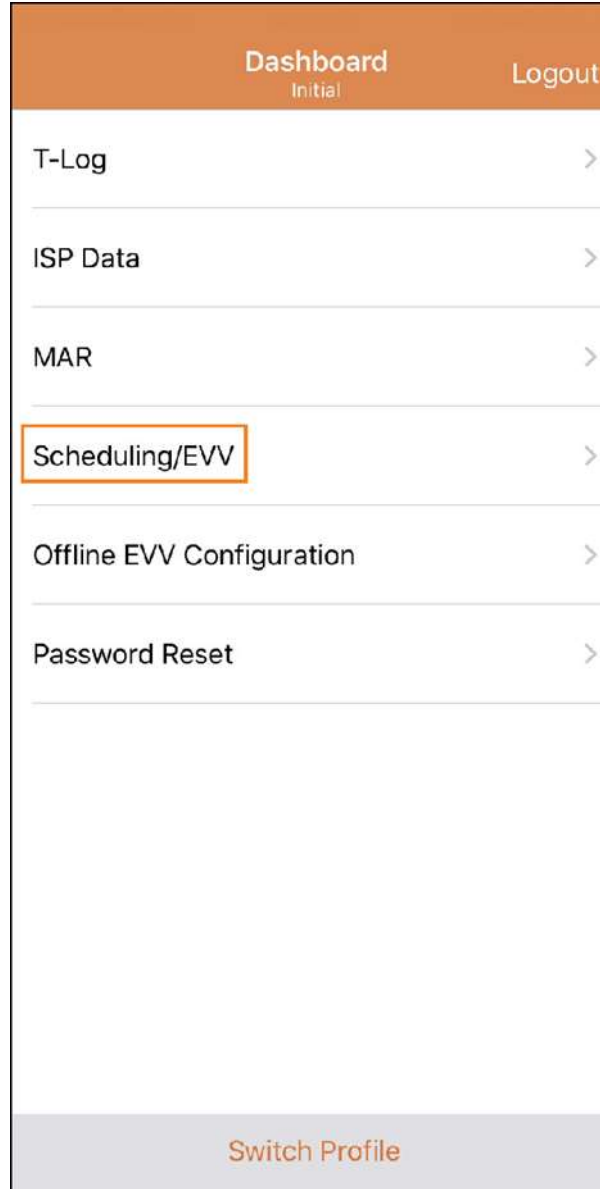 Dashboard
Initial
Logout
T-Log
ISP Data
MAR
Scheduling/EVV
Offline EVV Configuration
Password Reset
Switch Profile